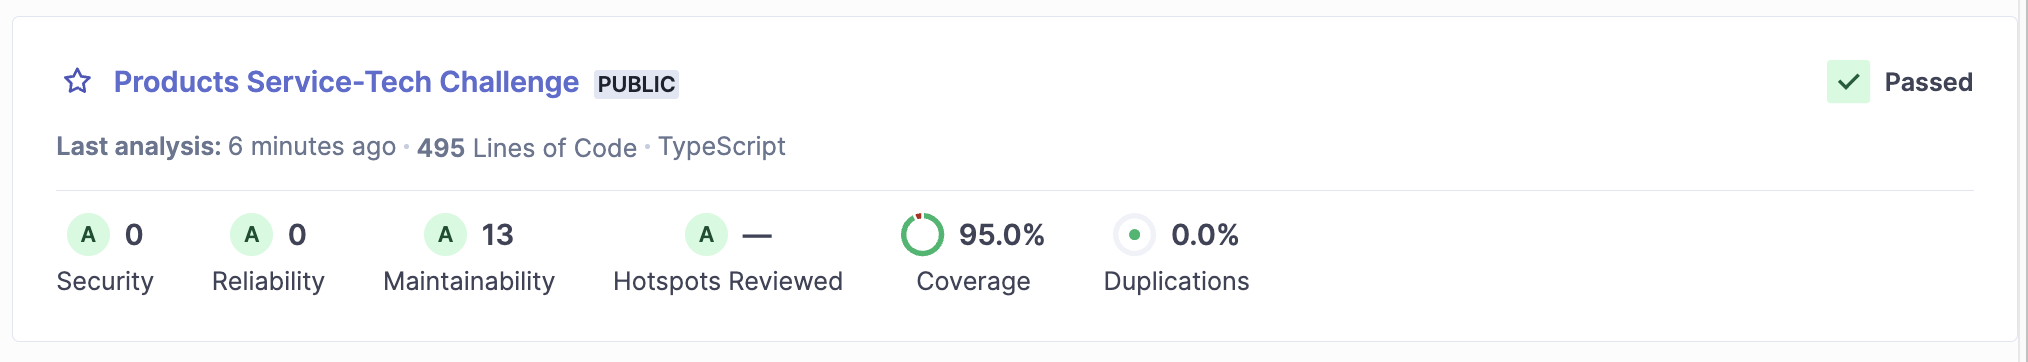 Products Service-Tech Challenge PUBLIC Passed
Last analysis: 6 minutes ago · 495 Lines of Code · TypeScript
A 0 A 0 A 13 A — 95.0% 0.0%
Security Reliability Maintainability Hotspots Reviewed Coverage Duplications